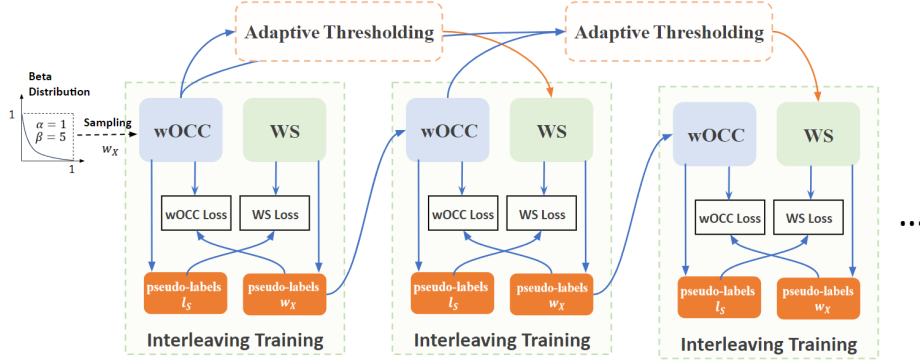 Adaptive Thresholding
Adaptive Thresholding
Beta
Distribution
1
α = 1
β = 5
1
Sampling
w_X
wOCC
WS
wOCC Loss
WS Loss
pseudo-labels
l_S
pseudo-labels
w_X
Interleaving Training
wOCC
WS
wOCC Loss
WS Loss
pseudo-labels
l_S
pseudo-labels
w_X
Interleaving Training
wOCC
WS
wOCC Loss
WS Loss
pseudo-labels
l_S
pseudo-labels
w_X
Interleaving Training
...